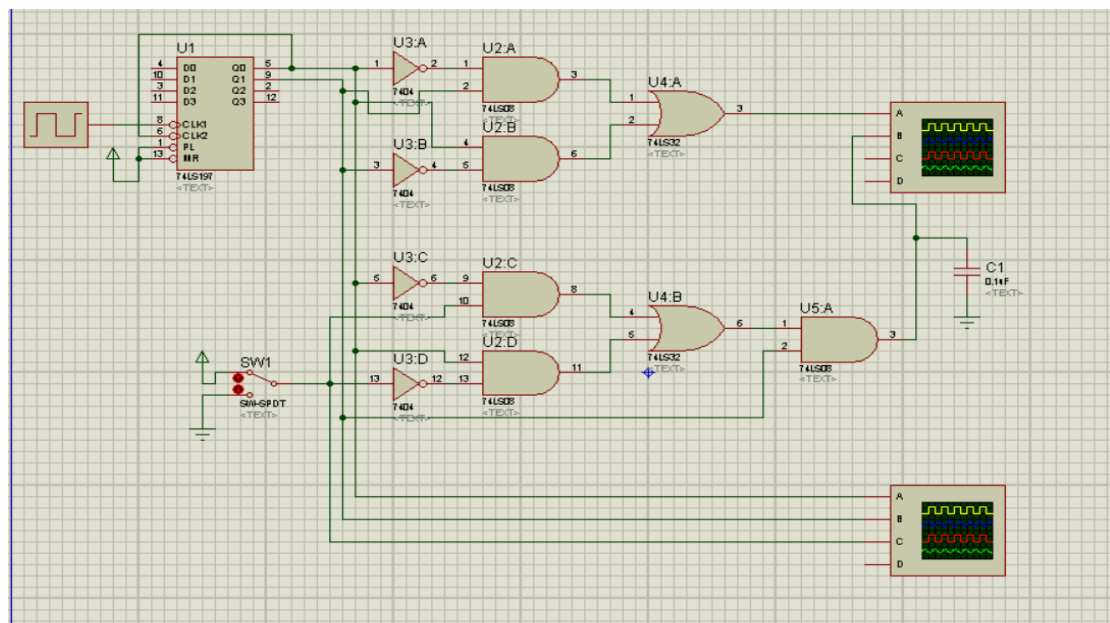 U1
4 D0 Q0 5
10 D1 Q1 9
3 D2 Q2 2
11 D3 Q3 12
8 CLK1
6 CLK2
1 PL
13 MR
74LS197
<TEXT>
U3:A
1 2
7404
<TEXT>
U2:A
1
2
3
74LS08
<TEXT>
U4:A
1
2
3
74LS32
<TEXT>
U3:B
3 4
7404
<TEXT>
U2:B
4
5
6
74LS08
<TEXT>
A
B
C
D
U3:C
5 6
7404
<TEXT>
U2:C
9
10
8
74LS08
<TEXT>
U4:B
4
5
6
74LS32
<TEXT>
U5:A
1
2
3
74LS08
<TEXT>
C1
<TEXT>
SW1
SW-SPDT
<TEXT>
U3:D
13 12
7404
<TEXT>
U2:D
12
13
11
74LS08
<TEXT>
A
B
C
D